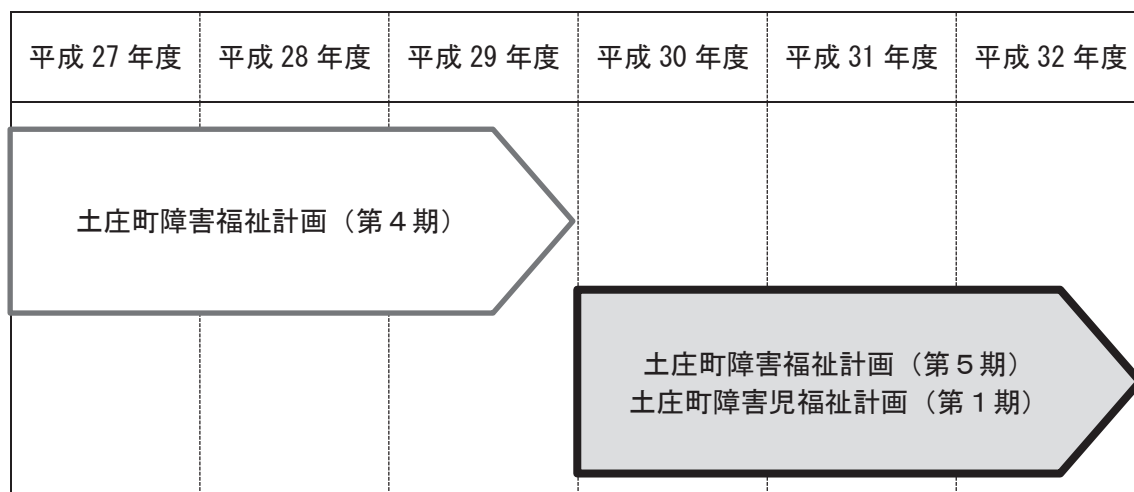 平成 27 年度 平成 28 年度 平成 29 年度 平成 30 年度 平成 31 年度 平成 32 年度
土庄町障害福祉計画（第４期）
土庄町障害福祉計画（第５期）
土庄町障害児福祉計画（第１期）